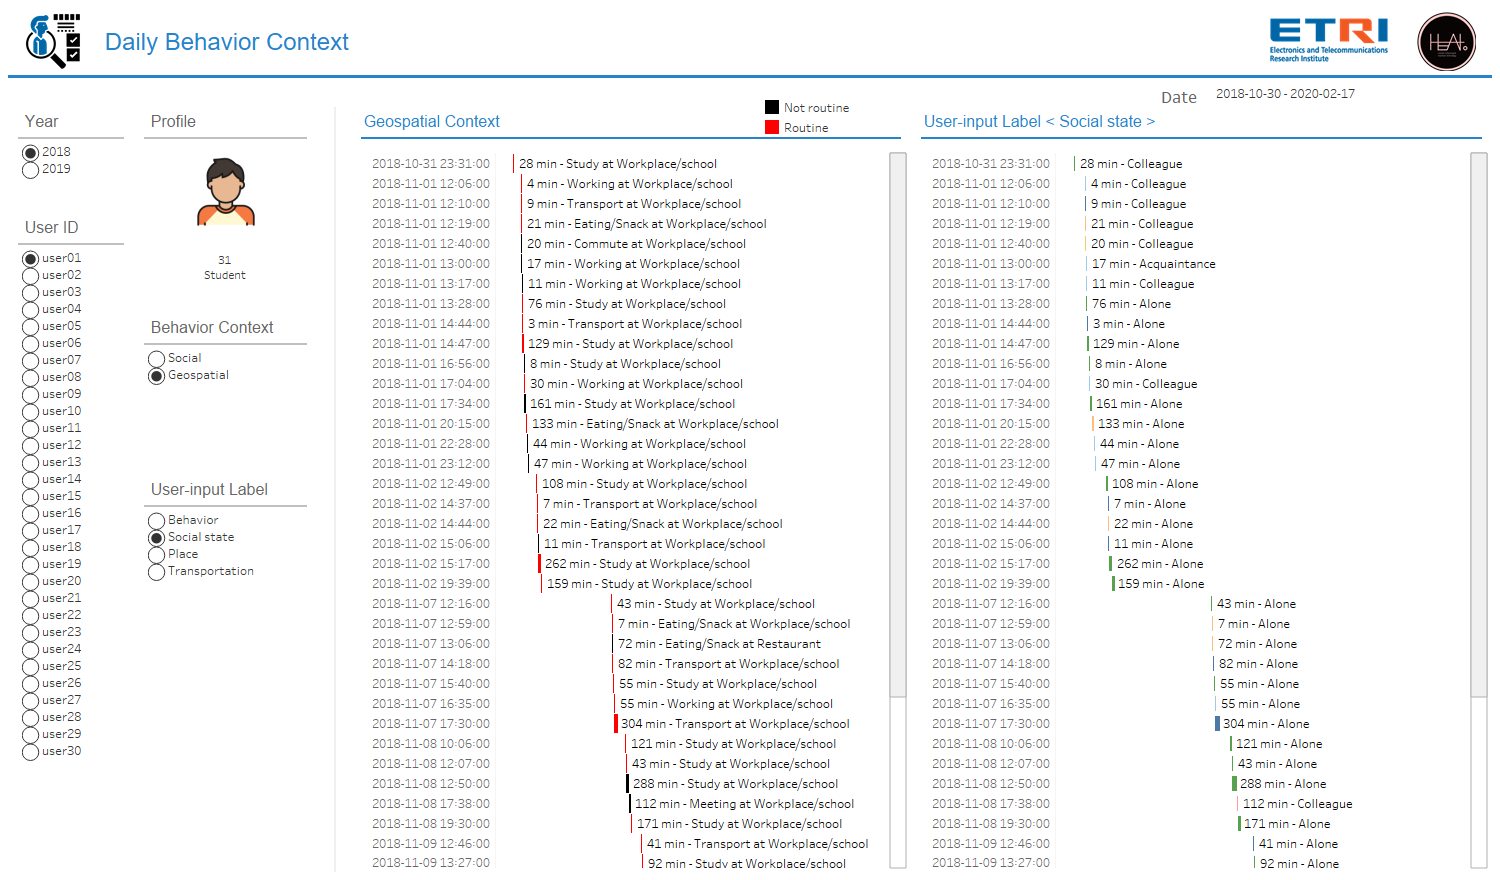 Daily Behavior Context
ETRI
Electronics and Telecommunications
Research Institute
Date 2018-10-30 - 2020-02-17
Year
2018
2019
User ID
user01
user02
user03
user04
user05
user06
user07
user08
user09
user10
user11
user12
user13
user14
user15
user16
user17
user18
user19
user20
user21
user22
user23
user24
user25
user26
user27
user28
user29
user30
Profile
31
Student
Behavior Context
Social
Geospatial
User-input Label
Behavior
Social state
Place
Transportation
Geospatial Context
Not routine
Routine
2018-10-31 23:31:00 28 min - Study at Workplace/school
2018-11-01 12:06:00 4 min - Working at Workplace/school
2018-11-01 12:10:00 9 min - Transport at Workplace/school
2018-11-01 12:19:00 21 min - Eating/Snack at Workplace/school
2018-11-01 12:40:00 20 min - Commute at Workplace/school
2018-11-01 13:00:00 17 min - Working at Workplace/school
2018-11-01 13:17:00 11 min - Working at Workplace/school
2018-11-01 13:28:00 76 min - Study at Workplace/school
2018-11-01 14:44:00 3 min - Transport at Workplace/school
2018-11-01 14:47:00 129 min - Study at Workplace/school
2018-11-01 16:56:00 8 min - Study at Workplace/school
2018-11-01 17:04:00 30 min - Working at Workplace/school
2018-11-01 17:34:00 161 min - Study at Workplace/school
2018-11-01 20:15:00 133 min - Eating/Snack at Workplace/school
2018-11-01 22:28:00 44 min - Working at Workplace/school
2018-11-01 23:12:00 47 min - Working at Workplace/school
2018-11-02 12:49:00 108 min - Study at Workplace/school
2018-11-02 14:37:00 7 min - Transport at Workplace/school
2018-11-02 14:44:00 22 min - Eating/Snack at Workplace/school
2018-11-02 15:06:00 11 min - Transport at Workplace/school
2018-11-02 15:17:00 262 min - Study at Workplace/school
2018-11-02 19:39:00 159 min - Study at Workplace/school
2018-11-07 12:16:00 43 min - Study at Workplace/school
2018-11-07 12:59:00 7 min - Eating/Snack at Workplace/school
2018-11-07 13:06:00 72 min - Eating/Snack at Restaurant
2018-11-07 14:18:00 82 min - Transport at Workplace/school
2018-11-07 15:40:00 55 min - Study at Workplace/school
2018-11-07 16:35:00 55 min - Working at Workplace/school
2018-11-07 17:30:00 304 min - Transport at Workplace/school
2018-11-08 10:06:00 121 min - Study at Workplace/school
2018-11-08 12:07:00 43 min - Study at Workplace/school
2018-11-08 12:50:00 288 min - Study at Workplace/school
2018-11-08 17:38:00 112 min - Meeting at Workplace/school
2018-11-08 19:30:00 171 min - Study at Workplace/school
2018-11-09 12:46:00 41 min - Transport at Workplace/school
2018-11-09 13:27:00 92 min - Study at Workplace/school
User-input Label < Social state >
2018-10-31 23:31:00 28 min - Colleague
2018-11-01 12:06:00 4 min - Colleague
2018-11-01 12:10:00 9 min - Colleague
2018-11-01 12:19:00 21 min - Colleague
2018-11-01 12:40:00 20 min - Colleague
2018-11-01 13:00:00 17 min - Acquaintance
2018-11-01 13:17:00 11 min - Colleague
2018-11-01 13:28:00 76 min - Alone
2018-11-01 14:44:00 3 min - Alone
2018-11-01 14:47:00 129 min - Alone
2018-11-01 16:56:00 8 min - Alone
2018-11-01 17:04:00 30 min - Colleague
2018-11-01 17:34:00 161 min - Alone
2018-11-01 20:15:00 133 min - Alone
2018-11-01 22:28:00 44 min - Alone
2018-11-01 23:12:00 47 min - Alone
2018-11-02 12:49:00 108 min - Alone
2018-11-02 14:37:00 7 min - Alone
2018-11-02 14:44:00 22 min - Alone
2018-11-02 15:06:00 11 min - Alone
2018-11-02 15:17:00 262 min - Alone
2018-11-02 19:39:00 159 min - Alone
2018-11-07 12:16:00 43 min - Alone
2018-11-07 12:59:00 7 min - Alone
2018-11-07 13:06:00 72 min - Alone
2018-11-07 14:18:00 82 min - Alone
2018-11-07 15:40:00 55 min - Alone
2018-11-07 16:35:00 55 min - Alone
2018-11-07 17:30:00 304 min - Alone
2018-11-08 10:06:00 121 min - Alone
2018-11-08 12:07:00 43 min - Alone
2018-11-08 12:50:00 288 min - Alone
2018-11-08 17:38:00 112 min - Colleague
2018-11-08 19:30:00 171 min - Alone
2018-11-09 12:46:00 41 min - Alone
2018-11-09 13:27:00 92 min - Alone